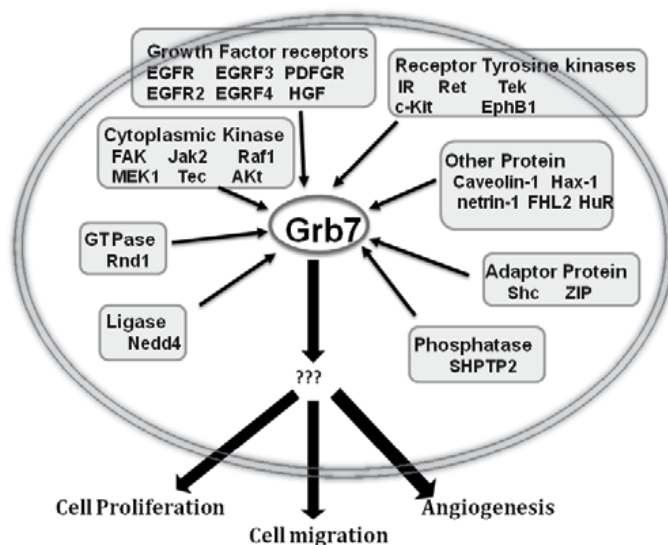 Growth Factor receptors
EGFR EGRF3 PDFGR
EGFR2 EGRF4 HGF
Receptor Tyrosine kinases
IR Ret Tek
c-Kit EphB1
Cytoplasmic Kinase
FAK Jak2 Raf1
MEK1 Tec AKt
Other Protein
Caveolin-1 Hax-1
netrin-1 FHL2 HuR
Grb7
GTPase
Rnd1
Adaptor Protein
Shc ZIP
Ligase
Nedd4
Phosphatase
SHPTP2
???
Cell Proliferation
Angiogenesis
Cell migration